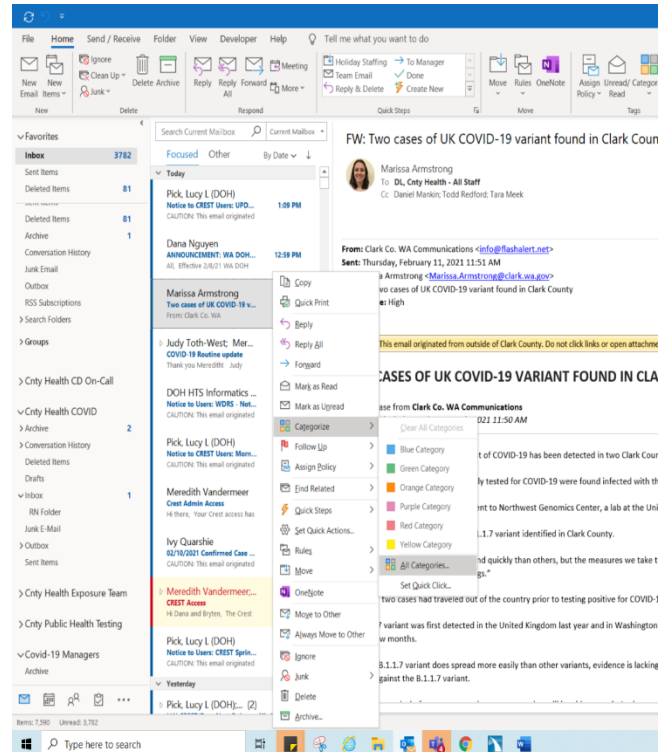 File Home Send / Receive Folder View Developer Help Tell me what you want to do
New Email
New Items
Ignore
Clean Up
Junk
Delete
Archive
Reply
Reply All
Forward
Meeting
More
Holiday Staffing
Team Email
Reply & Delete
To Manager
Done
Create New
Move
Rules
OneNote
Assign Policy
Unread/ Read
Categor
New Delete Respond Quick Steps Move Tags
Favorites
Inbox 3782
Sent Items
Deleted Items 81
Deleted Items 81
Archive 1
Conversation History
Junk Email
Outbox
RSS Subscriptions
Search Folders
Groups
Cnty Health CD On-Call
Cnty Health COVID
Archive 2
Conversation History
Deleted Items
Drafts
Inbox 1
RN Folder
Junk E-Mail
Outbox
Sent Items
Cnty Health Exposure Team
Cnty Public Health Testing
Covid-19 Managers
Archive
Search Current Mailbox Current Mailbox
Focused Other By Date
Today
Pick, Lucy L (DOH)
Notice to CREST Users: UPD... 1:09 PM
CAUTION: This email originated
Dana Nguyen
ANNOUNCEMENT: WA DOH... 12:59 PM
All, Effective 2/8/21 WA DOH
Marissa Armstrong
Two cases of UK COVID-19 v...
From: Clark Co. WA
Judy Toth-West; Mer...
COVID-19 Routine update
Thank you Meredith! Judy
DOH HTS Informatics ...
Notice to Users: WDRS - Not...
CAUTION: This email originated
Pick, Lucy L (DOH)
Notice to CREST Users: Morn...
CAUTION: This email originated
Meredith Vandermeer
Crest Admin Access
Hi there, Your Crest access has
Ivy Quarshie
02/10/2021 Confirmed Case ...
CAUTION: This email originated
Meredith Vandermeer;...
CREST Access
Hi Dana and Bryten, The Crest
Pick, Lucy L (DOH)
Notice to Users: CREST Sprin...
CAUTION: This email originated
Yesterday
Pick, Lucy L (DOH);... (2)
Copy
Quick Print
Reply
Reply All
Forward
Mark as Read
Mark as Unread
Categorize
Follow Up
Assign Policy
Find Related
Quick Steps
Set Quick Actions...
Rules
Move
OneNote
Move to Other
Always Move to Other
Ignore
Junk
Delete
Archive...
Clear All Categories
Blue Category
Green Category
Orange Category
Purple Category
Red Category
Yellow Category
All Categories...
Set Quick Click...
FW: Two cases of UK COVID-19 variant found in Clark Coun
Marissa Armstrong
To DL, Cnty Health - All Staff
Cc Daniel Mankin; Todd Redford; Tara Meek
From: Clark Co. WA Communications <info@flashalert.net>
Sent: Thursday, February 11, 2021 11:51 AM
a Armstrong <Marissa.Armstrong@clark.wa.gov>
wo cases of UK COVID-19 variant found in Clark County
e: High
This email originated from outside of Clark County. Do not click links or open attachme
CASES OF UK COVID-19 VARIANT FOUND IN CLA
ase from Clark Co. WA Communications
021 11:50 AM
t of COVID-19 has been detected in two Clark Coun
ly tested for COVID-19 were found infected with th
ent to Northwest Genomics Center, a lab at the Uni
.1.7 variant identified in Clark County.
nd quickly than others, but the measures we take t
gs."
two cases had traveled out of the country prior to testing positive for COVID-1
7 variant was first detected in the United Kingdom last year and in Washington
w months.
B.1.1.7 variant does spread more easily than other variants, evidence is lacking
gainst the B.1.1.7 variant.
Items: 7,590 Unread: 3,782
Type here to search